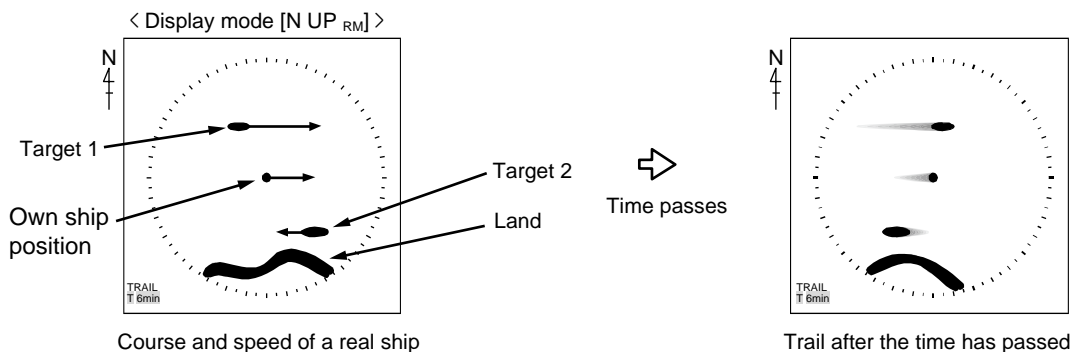 < Display mode [N UP RM] >
N
Target 1
Own ship
position
Target 2
Land
TRAIL
T 6min
Course and speed of a real ship
Time passes
N
TRAIL
T 6min
Trail after the time has passed